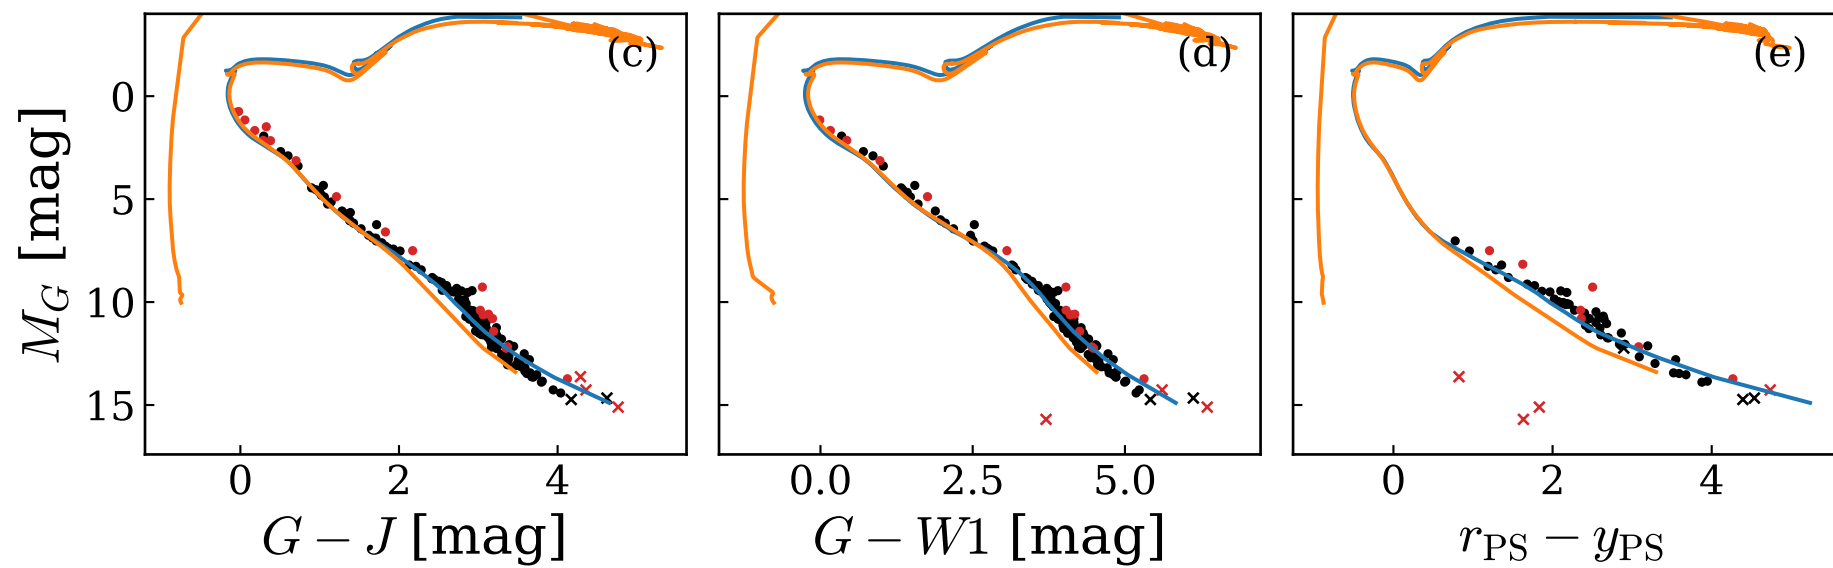 (c)
(d)
(e)
0
5
10
15
M_G [mag]
0 2 4
0.0 2.5 5.0
0 2 4
G − J [mag]
G − W1 [mag]
r_PS − y_PS